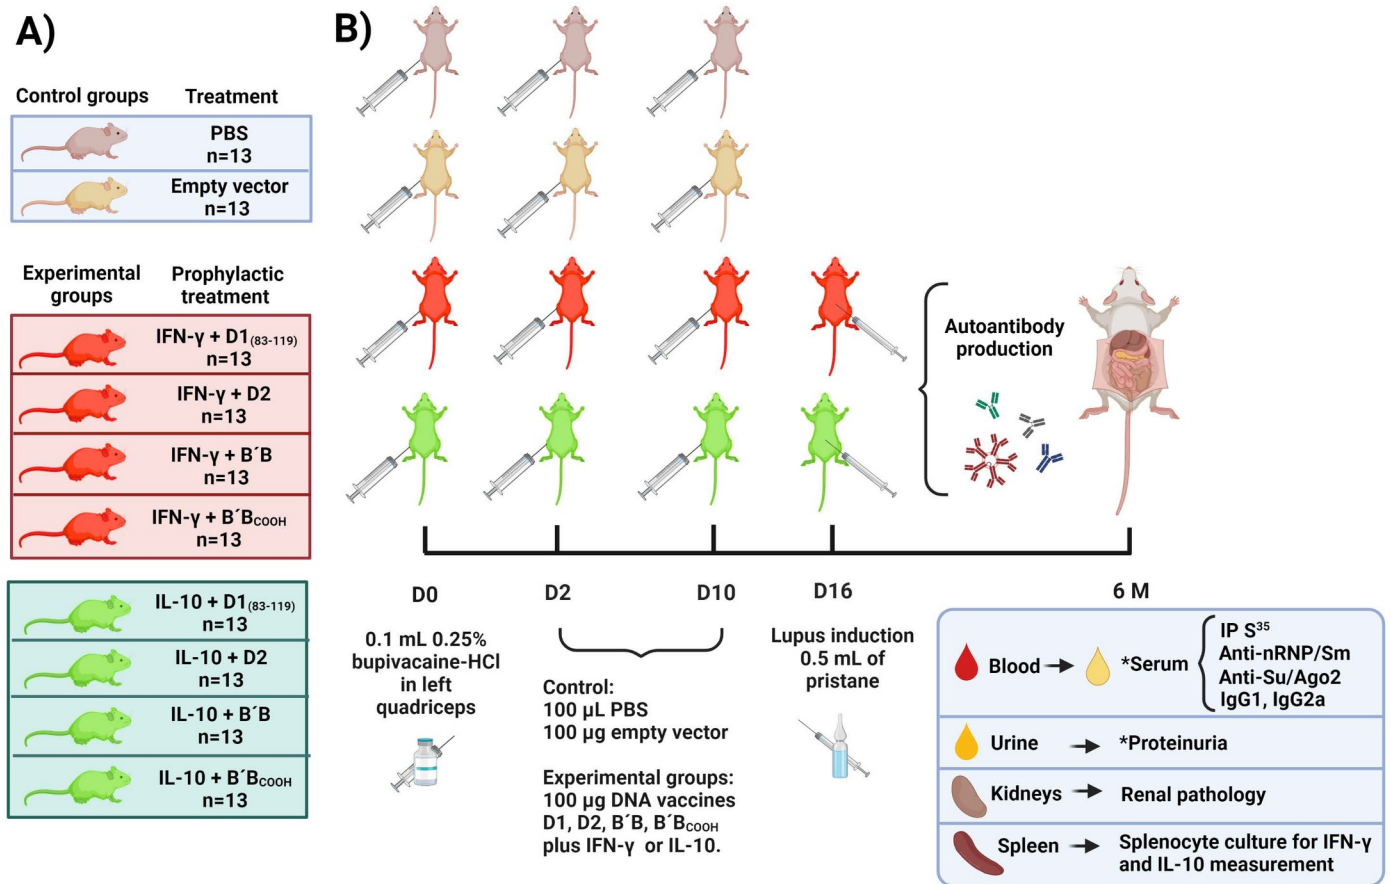 A)
Control groups Treatment
PBS
n=13
Empty vector
n=13
Experimental
groups
Prophylactic
treatment
IFN-γ + D1(83-119)
n=13
IFN-γ + D2
n=13
IFN-γ + B´B
n=13
IFN-γ + B´BCOOH
n=13
IL-10 + D1(83-119)
n=13
IL-10 + D2
n=13
IL-10 + B´B
n=13
IL-10 + B´BCOOH
n=13
B)
Autoantibody
production
D0
D2
D10
D16
6 M
0.1 mL 0.25%
bupivacaine-HCl
in left
quadriceps
Control:
100 µL PBS
100 µg empty vector
Experimental groups:
100 µg DNA vaccines
D1, D2, B´B, B´BCOOH
plus IFN-γ or IL-10.
Lupus induction
0.5 mL of
pristane
Blood
*Serum
IP S³⁵
Anti-nRNP/Sm
Anti-Su/Ago2
IgG1, IgG2a
Urine
*Proteinuria
Kidneys
Renal pathology
Spleen
Splenocyte culture for IFN-γ
and IL-10 measurement